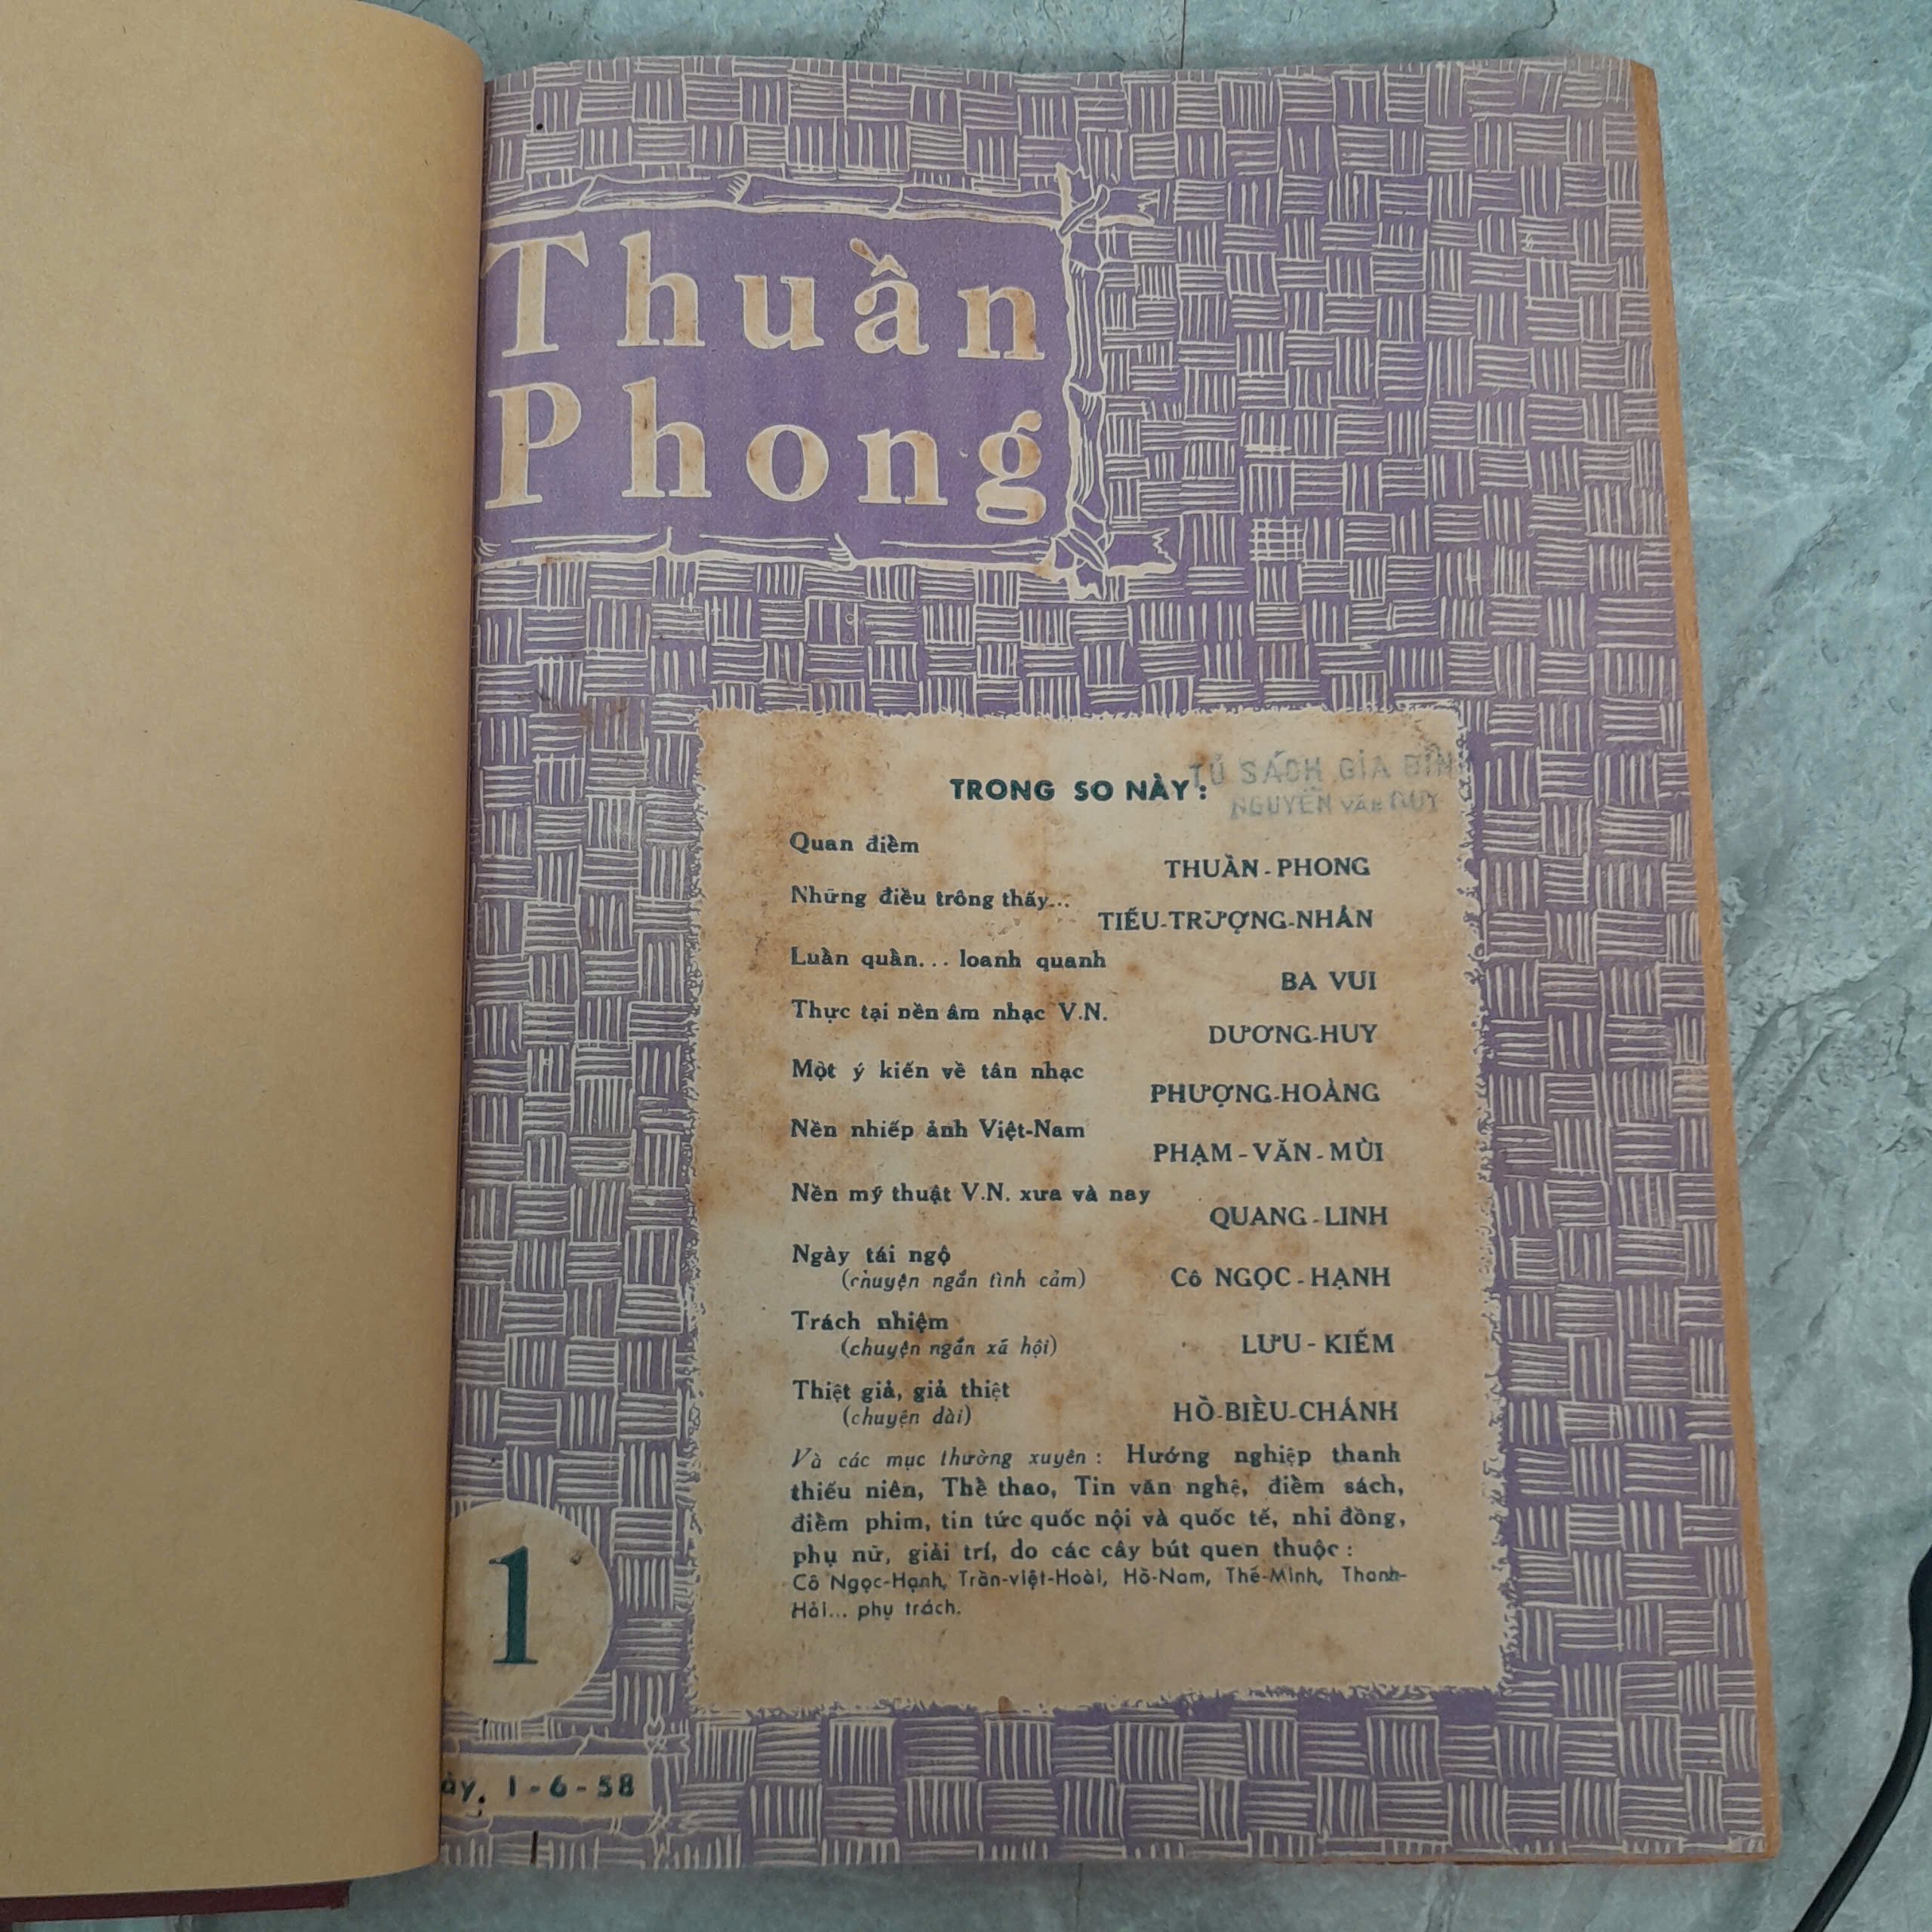 Thuần
Phong
TỦ SÁCH GIA ĐÌN
TRONG SO NÀY :
NGUYỄN VĂN DUY
Quan điểm
THUẦN - PHONG
Những điều trông thấy...
TIẾU-TRƯỢNG-NHÂN
Luẩn quẩn... loanh quanh
BA VUI
Thực tại nền âm nhạc V.N.
DƯƠNG-HUY
Một ý kiến về tân nhạc
PHƯỢNG-HOÀNG
Nền nhiếp ảnh Việt-Nam
PHẠM - VĂN - MÙI
Nền mỹ thuật V.N. xưa và nay
QUANG - LINH
Ngày tái ngộ
(chuyện ngắn tình cảm) Cô NGỌC - HẠNH
Trách nhiệm
(chuyện ngắn xã hội) LƯU - KIẾM
Thiệt giả, giả thiệt
(chuyện dài) HỒ-BIỂU-CHÁNH
Và các mục thường xuyên : Hướng nghiệp thanh
thiếu niên, Thể thao, Tin văn nghệ, điểm sách,
điểm phim, tin tức quốc nội và quốc tế, nhi đồng,
phụ nữ, giải trí, do các cây bút quen thuộc :
Cô Ngọc-Hạnh, Trần-việt-Hoài, Hồ-Nam, Thế-Minh, Thanh-
Hải... phụ trách.
1
ày, 1 - 6 - 58